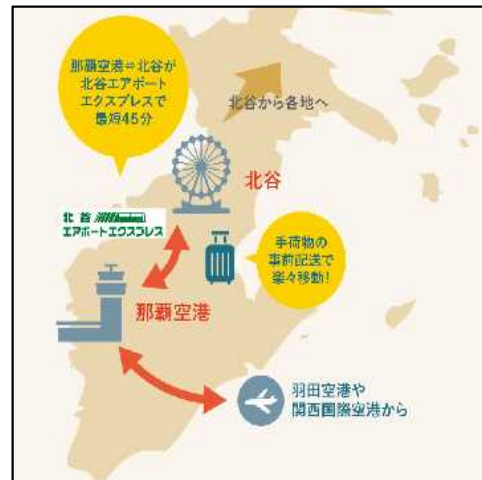 那覇空港⇔北谷が
北谷エアポート
エクスプレスで
最短45分
北谷から各地へ
北谷
北谷
エアポートエクスプレス
手荷物の
事前配送で
楽々移動!
那覇空港
羽田空港や
関西国際空港から